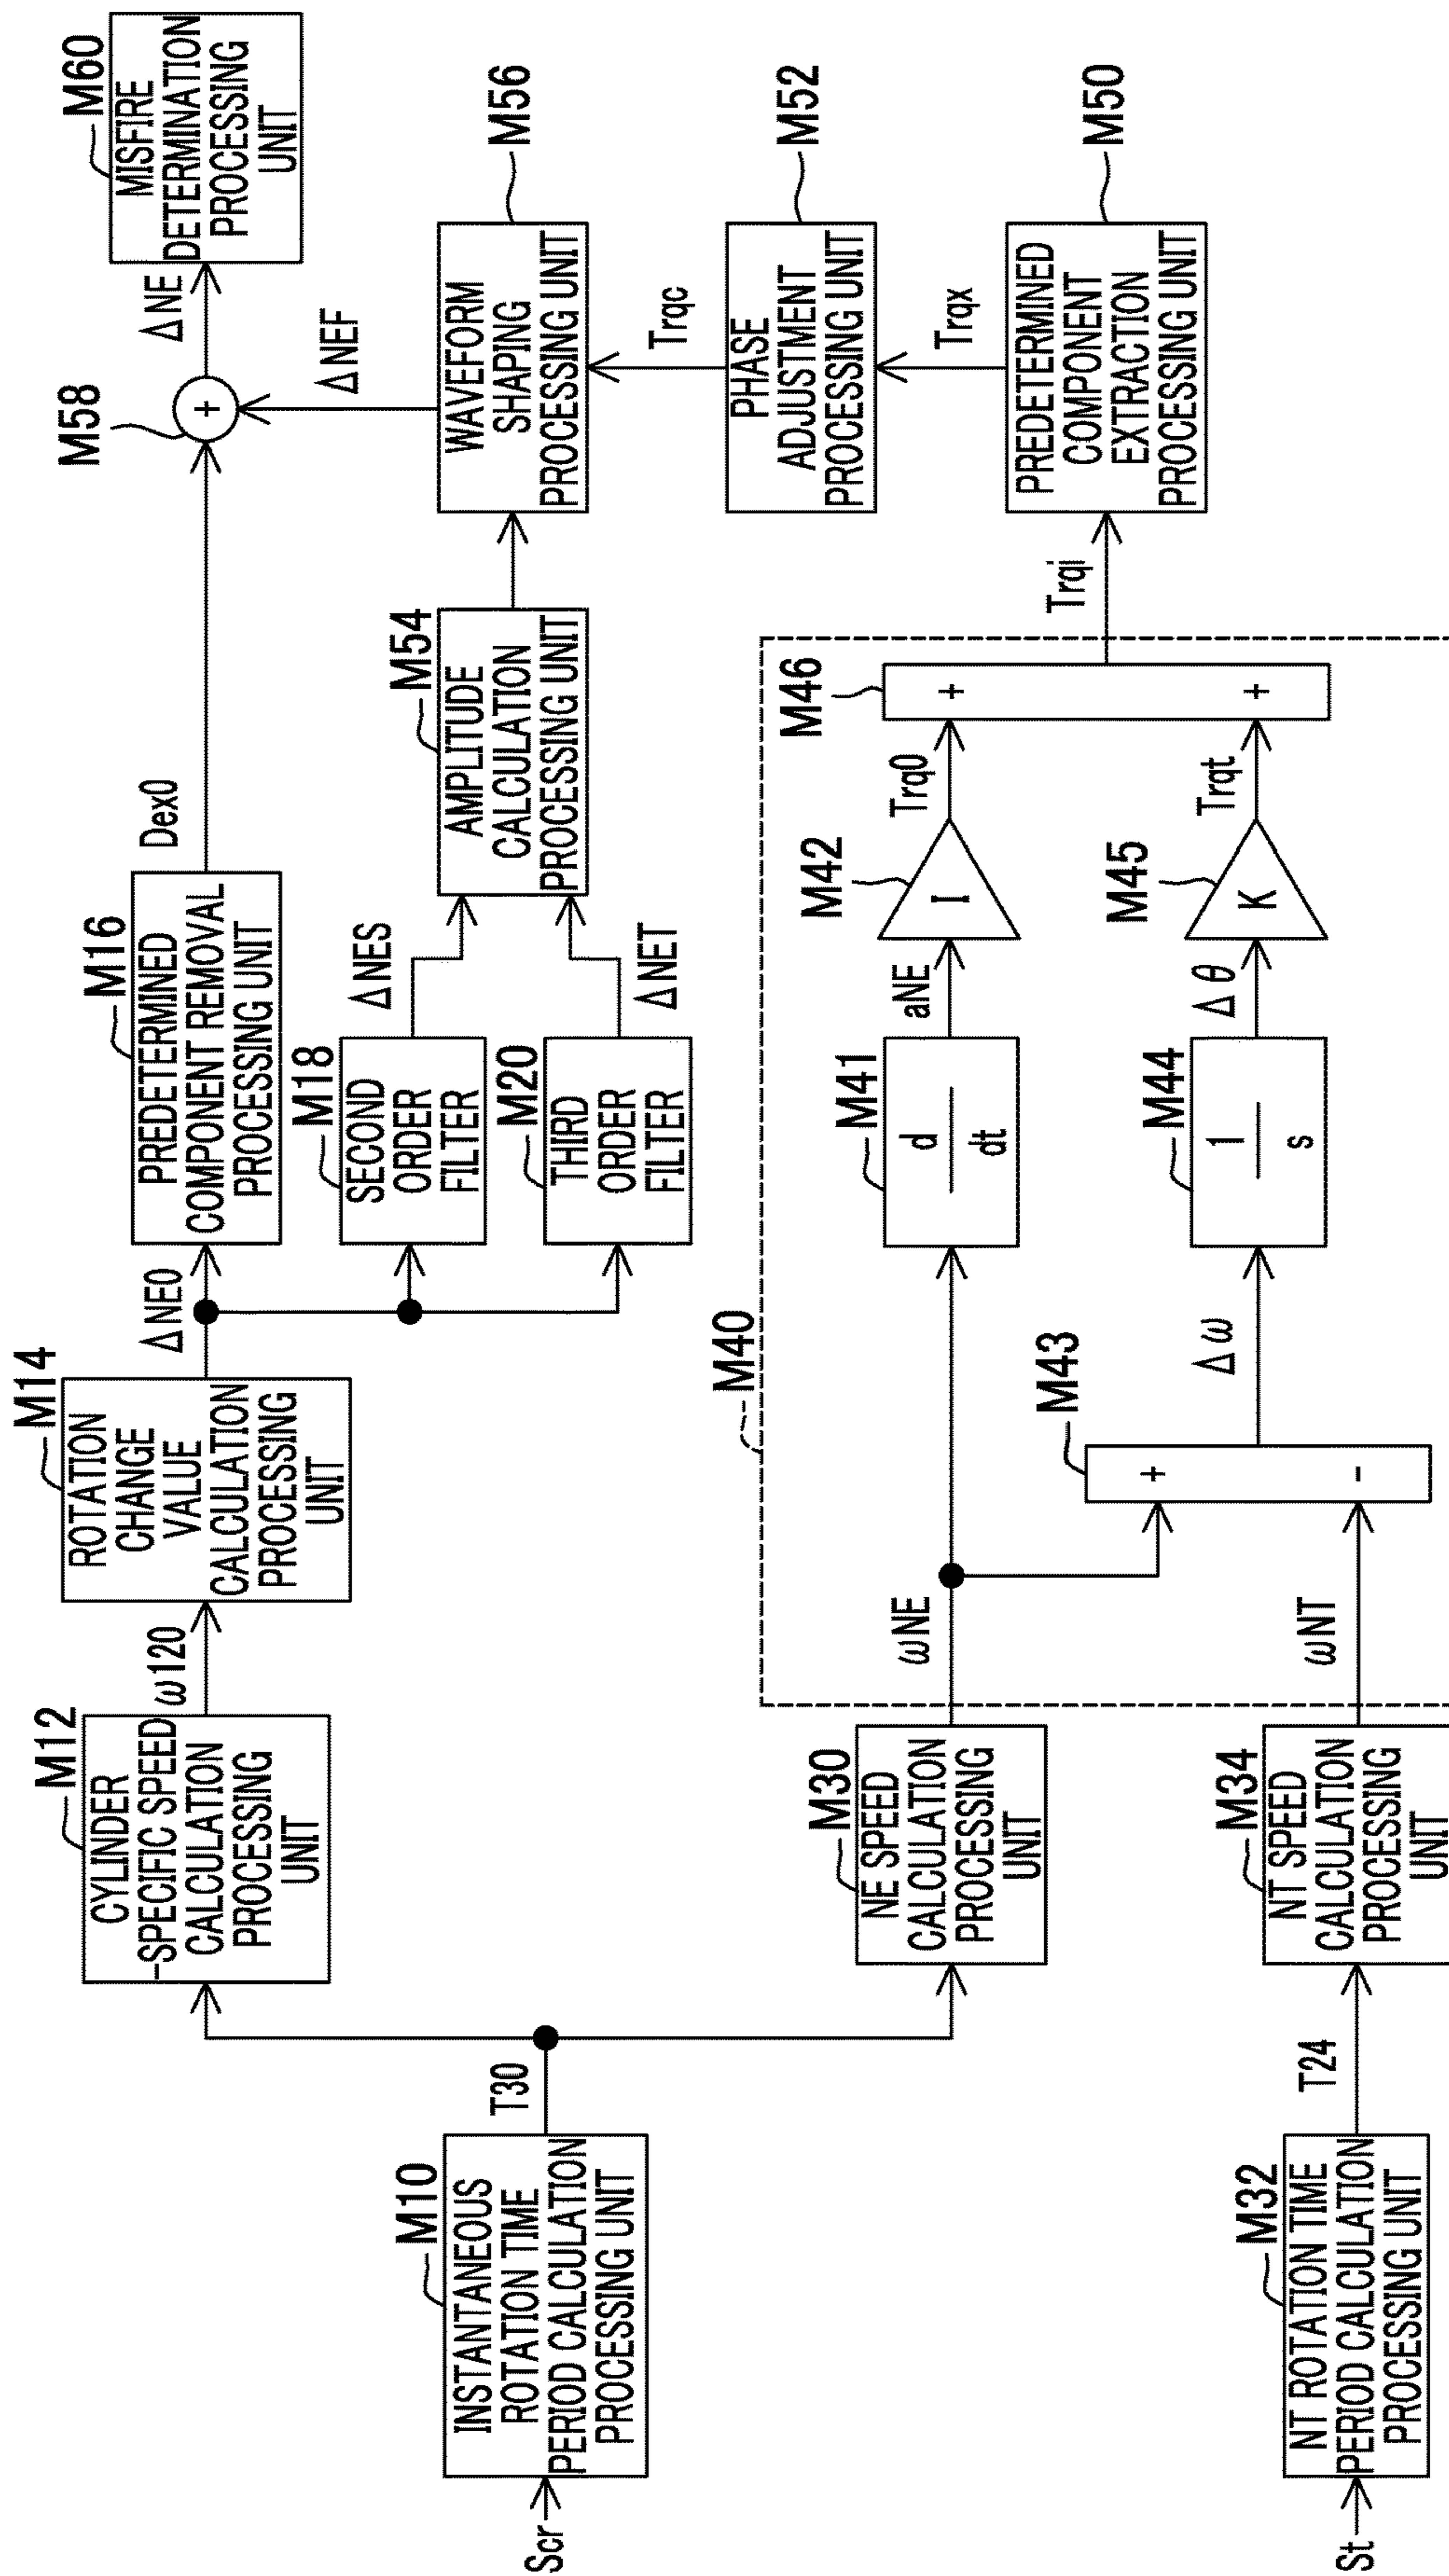 Scr
M10
INSTANTANEOUS
ROTATION TIME
PERIOD CALCULATION
PROCESSING UNIT
T30
M12
CYLINDER
-SPECIFIC SPEED
CALCULATION
PROCESSING
UNIT
ω120
M14
ROTATION
CHANGE
VALUE
CALCULATION
PROCESSING
UNIT
ΔNE0
M16
PREDETERMINED
COMPONENT REMOVAL
PROCESSING UNIT
Dex0
M58
+
ΔNE
M60
MISFIRE
DETERMINATION
PROCESSING
UNIT
M18
SECOND
ORDER
FILTER
ΔNES
M20
THIRD
ORDER
FILTER
ΔNET
M54
AMPLITUDE
CALCULATION
PROCESSING UNIT
M56
WAVEFORM
SHAPING
PROCESSING UNIT
ΔNEF
Trqc
M52
PHASE
ADJUSTMENT
PROCESSING UNIT
Trqx
M50
PREDETERMINED
COMPONENT
EXTRACTION
PROCESSING UNIT
Trqi
M30
NE SPEED
CALCULATION
PROCESSING
UNIT
ωNE
M40
M41
d
dt
aNE
M42
I
Trq0
M46
+
+
St
M32
NT ROTATION TIME
PERIOD CALCULATION
PROCESSING UNIT
T24
M34
NT SPEED
CALCULATION
PROCESSING
UNIT
ωNT
M43
+
-
Δω
M44
1
s
Δθ
M45
K
Trqt